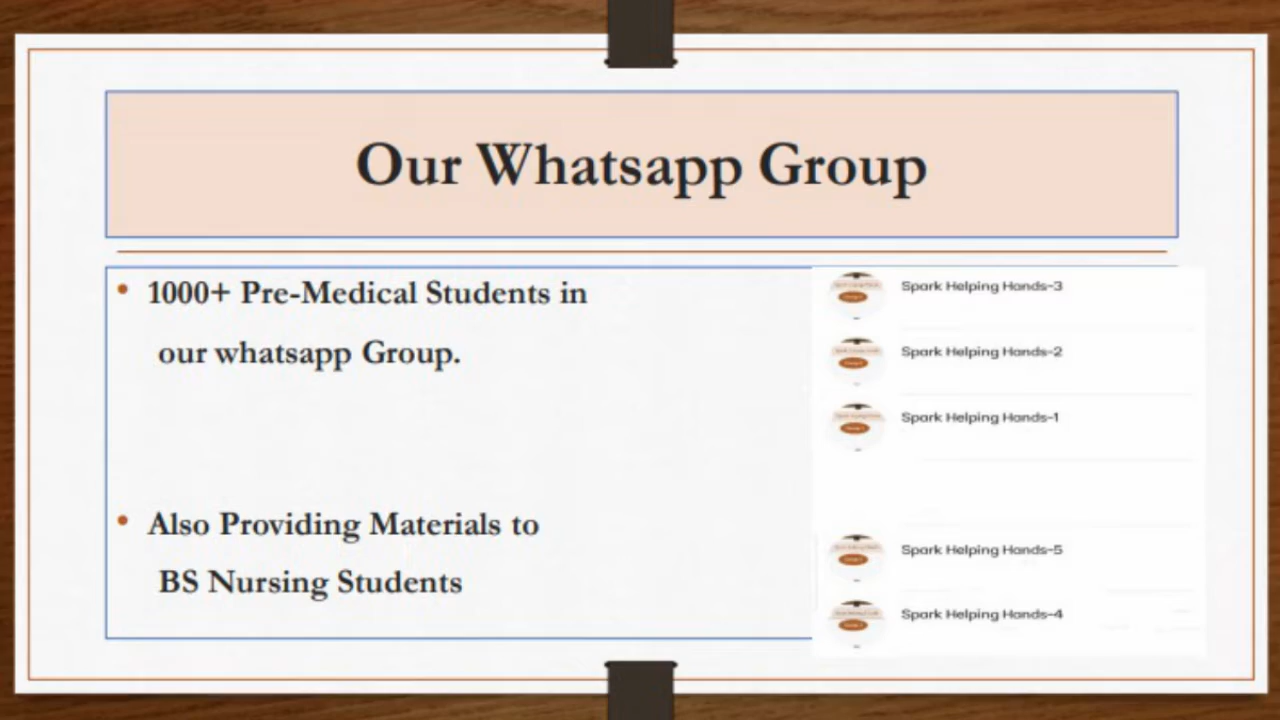 Our Whatsapp Group
• 1000+ Pre-Medical Students in
our whatsapp Group.
• Also Providing Materials to
BS Nursing Students
Spark Helping Hands-3
Spark Helping Hands-2
Spark Helping Hands-1
Spark Helping Hands-5
Spark Helping Hands-4